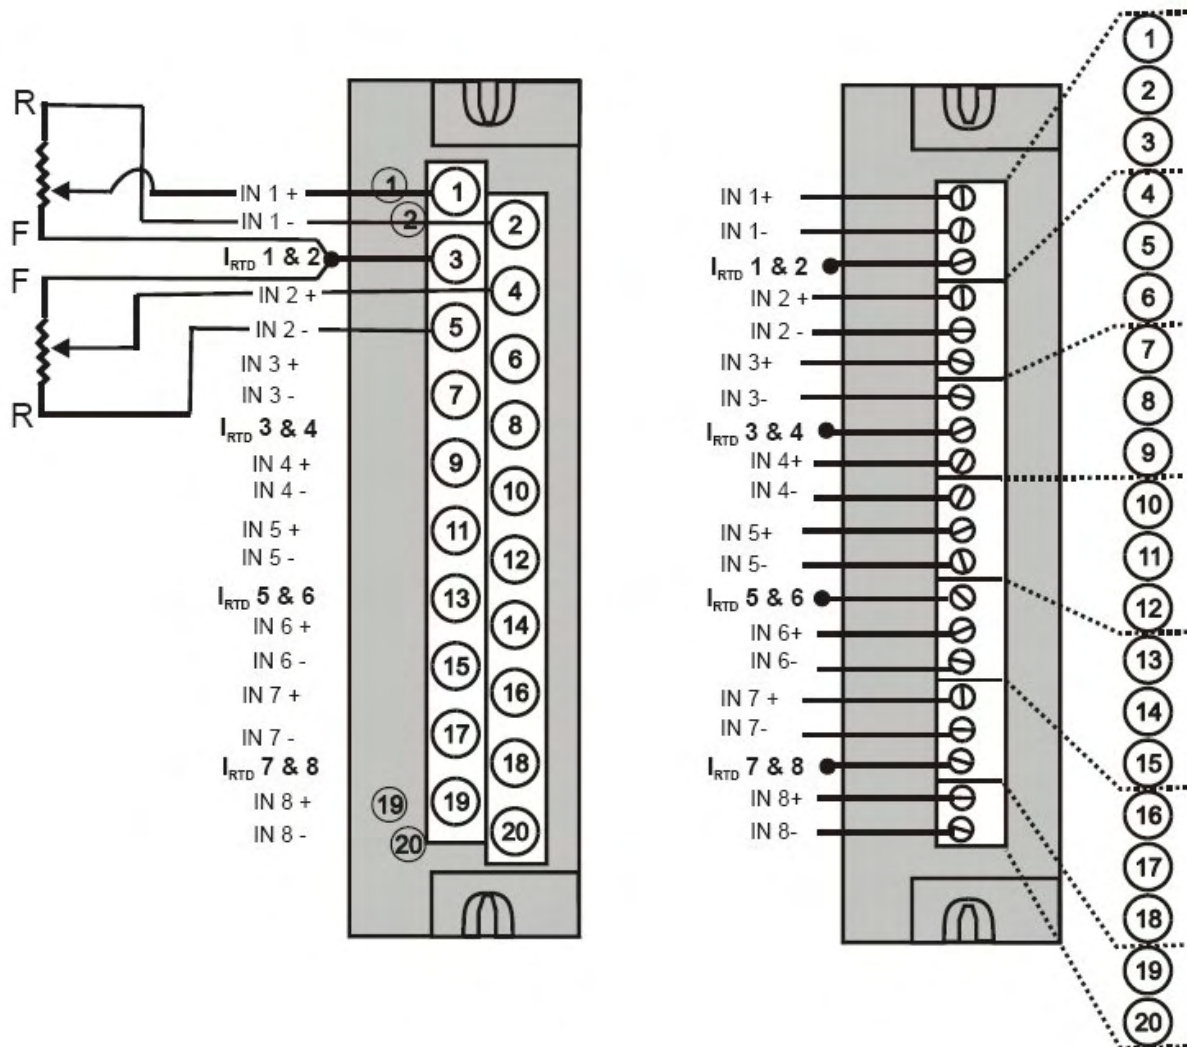 R
F
F
R
IN 1 +
IN 1 -
IRTD 1 & 2
IN 2 +
IN 2 -
IN 3 +
IN 3 -
IRTD 3 & 4
IN 4 +
IN 4 -
IN 5 +
IN 5 -
IRTD 5 & 6
IN 6 +
IN 6 -
IN 7 +
IN 7 -
IRTD 7 & 8
IN 8 +
IN 8 -
1
2
19
20
1
2
3
4
5
6
7
8
9
10
11
12
13
14
15
16
17
18
19
20
IN 1+
IN 1-
IRTD 1 & 2
IN 2 +
IN 2 -
IN 3+
IN 3-
IRTD 3 & 4
IN 4+
IN 4-
IN 5+
IN 5-
IRTD 5 & 6
IN 6+
IN 6-
IN 7 +
IN 7-
IRTD 7 & 8
IN 8+
IN 8-
1
2
3
4
5
6
7
8
9
10
11
12
13
14
15
16
17
18
19
20